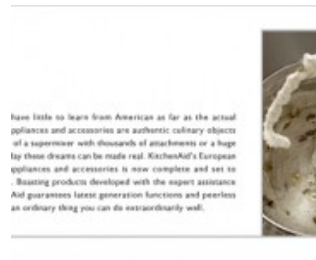 have little to learn from American as far as the actual
ppliances and accessories are authentic culinary objects
of a supermixer with thousands of attachments or a huge
day these dreams can be made real. KitchenAid's European
appliances and accessories is now complete and set to
. Boasting products developed with the expert assistance
Aid guarantees latest generation functions and peerless
an ordinary thing you can do extraordinarily well.